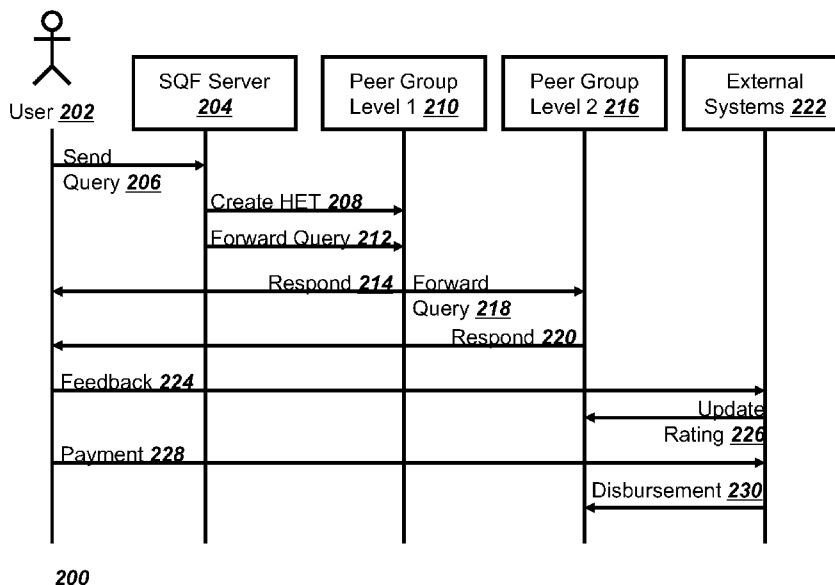 User 202
SQF Server
204
Peer Group
Level 1 210
Peer Group
Level 2 216
External
Systems 222
Send
Query 206
Create HET 208
Forward Query 212
Respond 214
Forward
Query 218
Respond 220
Feedback 224
Update
Rating 226
Payment 228
Disbursement 230
200